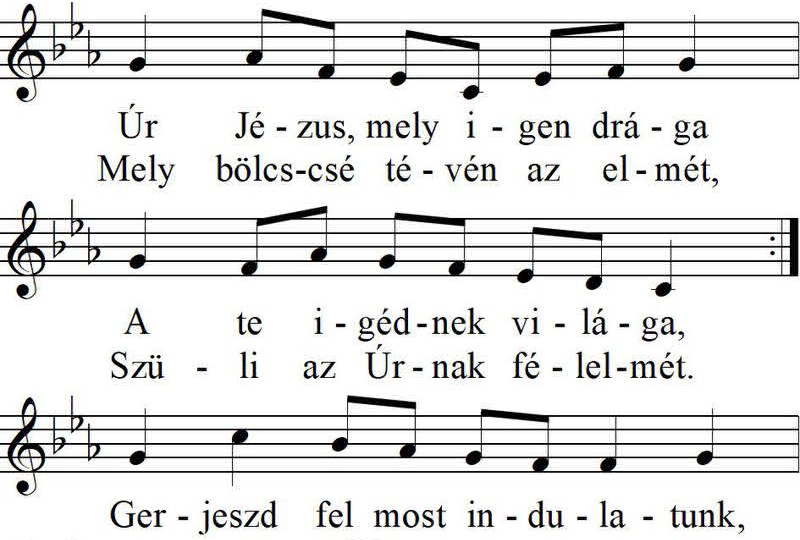 Úr Jé - zus, mely i - gen drá - ga
Mely bölcs-csé té - vén az el - mét,
A te i - géd - nek vi - lá - ga,
Szü - li az Úr - nak fé - lel - mét.
Ger - jeszd fel most in - du - la - tunk,